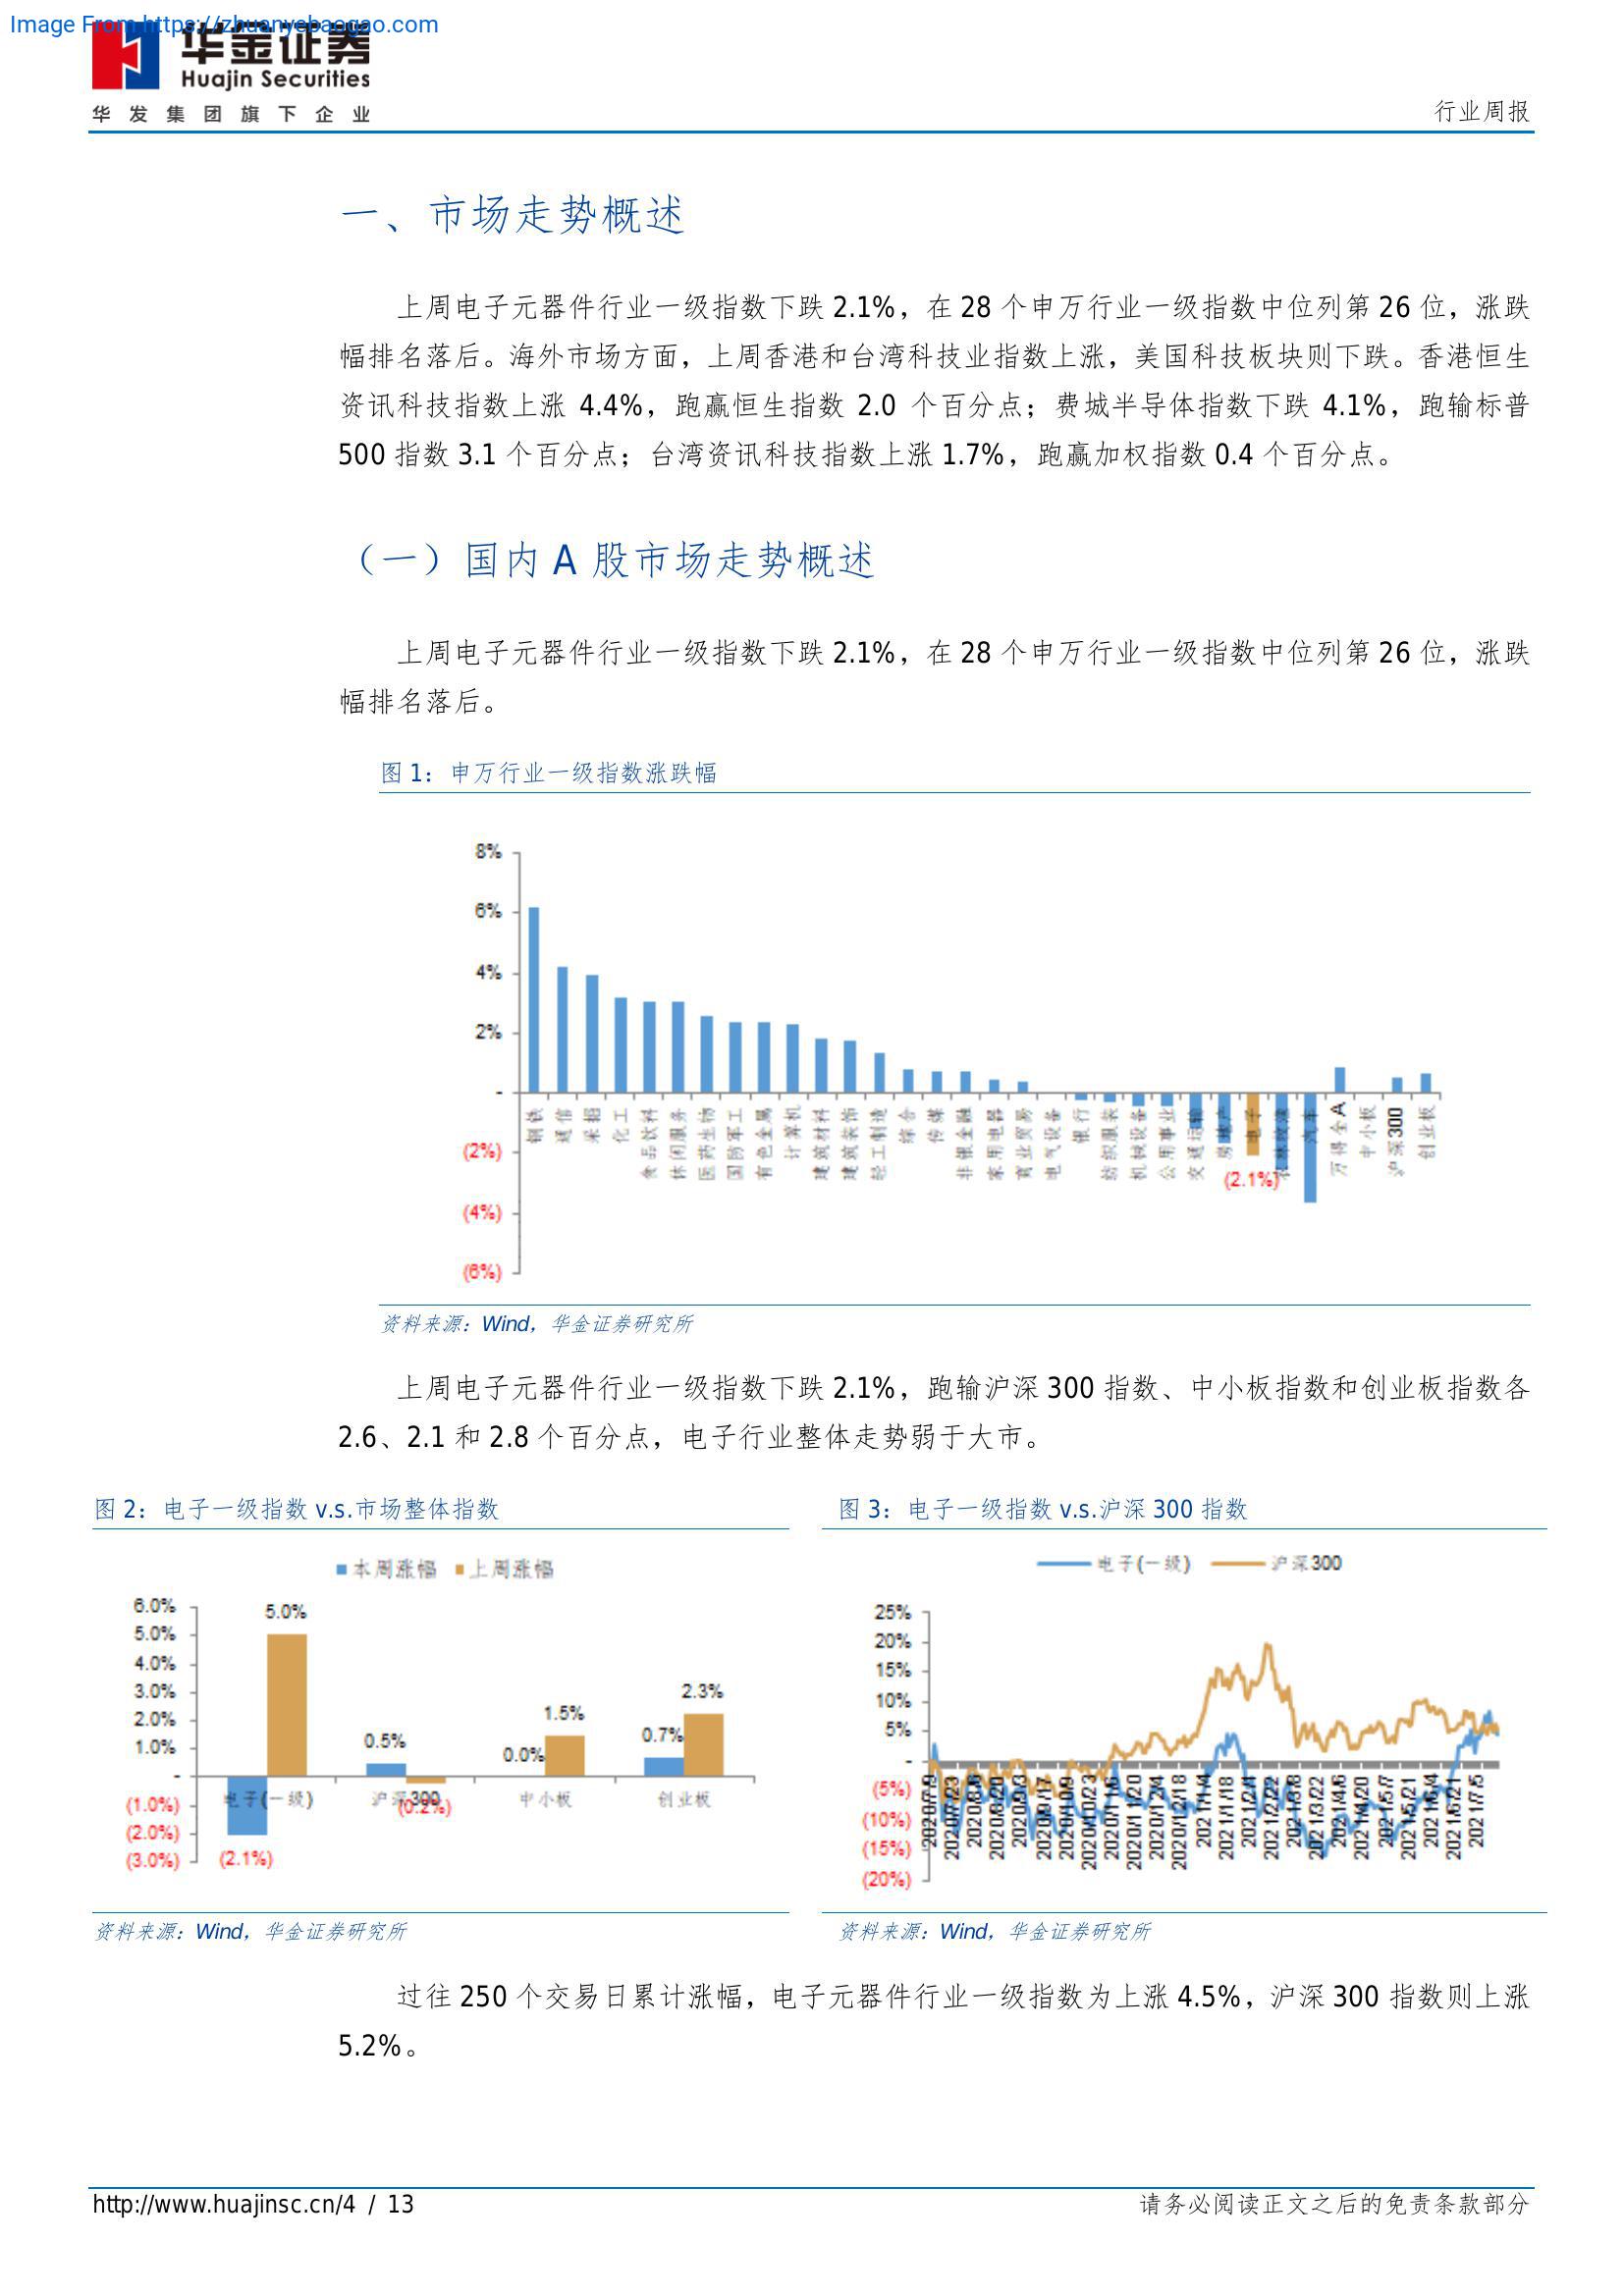 Image From https://zhuanyebaogao.com
华金证券
Huajin Securities
华发集团旗下企业
行业周报
一、市场走势概述
上周电子元器件行业一级指数下跌 2.1%，在 28 个申万行业一级指数中位列第 26 位，涨跌
幅排名落后。海外市场方面，上周香港和台湾科技业指数上涨，美国科技板块则下跌。香港恒生
资讯科技指数上涨 4.4%，跑赢恒生指数 2.0 个百分点；费城半导体指数下跌 4.1%，跑输标普
500 指数 3.1 个百分点；台湾资讯科技指数上涨 1.7%，跑赢加权指数 0.4 个百分点。
（一）国内 A 股市场走势概述
上周电子元器件行业一级指数下跌 2.1%，在 28 个申万行业一级指数中位列第 26 位，涨跌
幅排名落后。
图 1：申万行业一级指数涨跌幅
8%
6%
4%
2%
-
(2%)
(4%)
(6%)
钢铁
通信
采掘
化工
食品饮料
休闲服务
医药生物
国防军工
有色金属
计算机
建筑材料
建筑装饰
轻工制造
综合
传媒
非银金融
家用电器
商业贸易
电气设备
银行
纺织服装
机械设备
公用事业
交通运输
房地产
电子
农林牧渔
汽车
万得全A
中小板
沪深300
创业板
(2.1%)
资料来源：Wind，华金证券研究所
上周电子元器件行业一级指数下跌 2.1%，跑输沪深 300 指数、中小板指数和创业板指数各
2.6、2.1 和 2.8 个百分点，电子行业整体走势弱于大市。
图 2：电子一级指数 v.s.市场整体指数
本周涨幅 上周涨幅
6.0%
5.0%
4.0%
3.0%
2.0%
1.0%
-
(1.0%)
(2.0%)
(3.0%)
5.0%
0.5%
0.0%
1.5%
0.7%
2.3%
电子(一级) 沪深300 中小板 创业板
(0.2%)
(2.1%)
资料来源：Wind，华金证券研究所
图 3：电子一级指数 v.s.沪深 300 指数
电子(一级) 沪深300
25%
20%
15%
10%
5%
-
(5%)
(10%)
(15%)
(20%)
2020/7/9
2020/7/23
2020/8/6
2020/8/20
2020/9/3
2020/9/17
2020/10/9
2020/10/23
2020/11/6
2020/11/20
2020/12/4
2020/12/18
2021/1/4
2021/1/18
2021/2/1
2021/2/22
2021/3/8
2021/3/22
2021/4/6
2021/4/20
2021/5/7
2021/5/21
2021/6/4
2021/6/21
2021/7/5
资料来源：Wind，华金证券研究所
过往 250 个交易日累计涨幅，电子元器件行业一级指数为上涨 4.5%，沪深 300 指数则上涨
5.2%。
http://www.huajinsc.cn/4 / 13
请务必阅读正文之后的免责条款部分